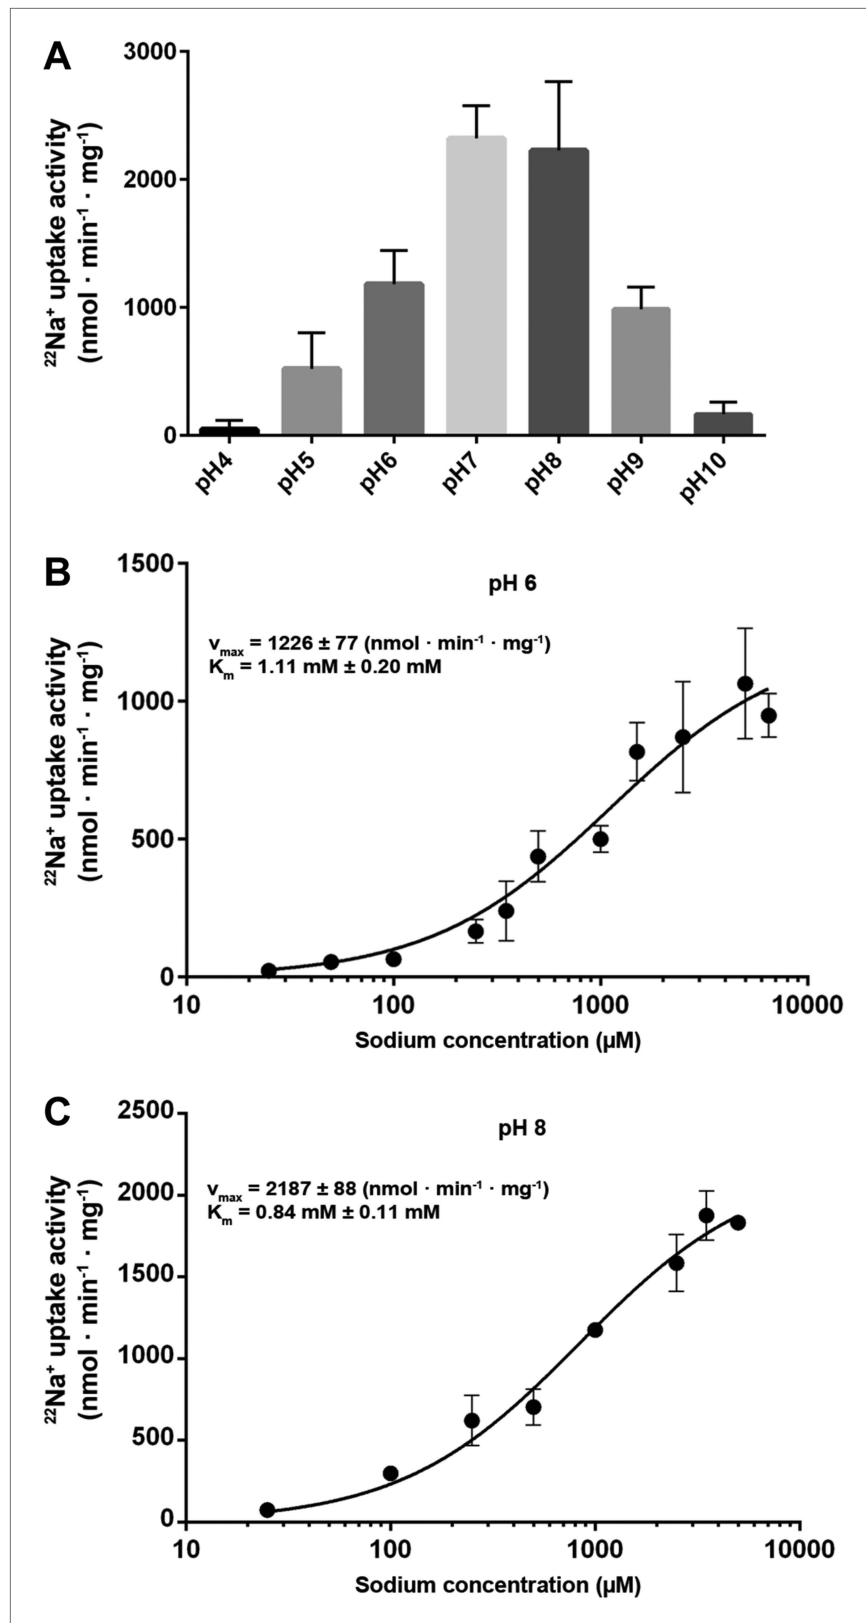 A
3000
2000
1000
0
²²Na⁺ uptake activity
(nmol · min⁻¹ · mg⁻¹)
pH4
pH5
pH6
pH7
pH8
pH9
pH10
B
pH 6
v_max = 1226 ± 77 (nmol · min⁻¹ · mg⁻¹)
K_m = 1.11 mM ± 0.20 mM
1500
1000
500
0
²²Na⁺ uptake activity
(nmol · min⁻¹ · mg⁻¹)
10 100 1000 10000
Sodium concentration (µM)
C
pH 8
v_max = 2187 ± 88 (nmol · min⁻¹ · mg⁻¹)
K_m = 0.84 mM ± 0.11 mM
2500
2000
1500
1000
500
0
²²Na⁺ uptake activity
(nmol · min⁻¹ · mg⁻¹)
10 100 1000 10000
Sodium concentration (µM)